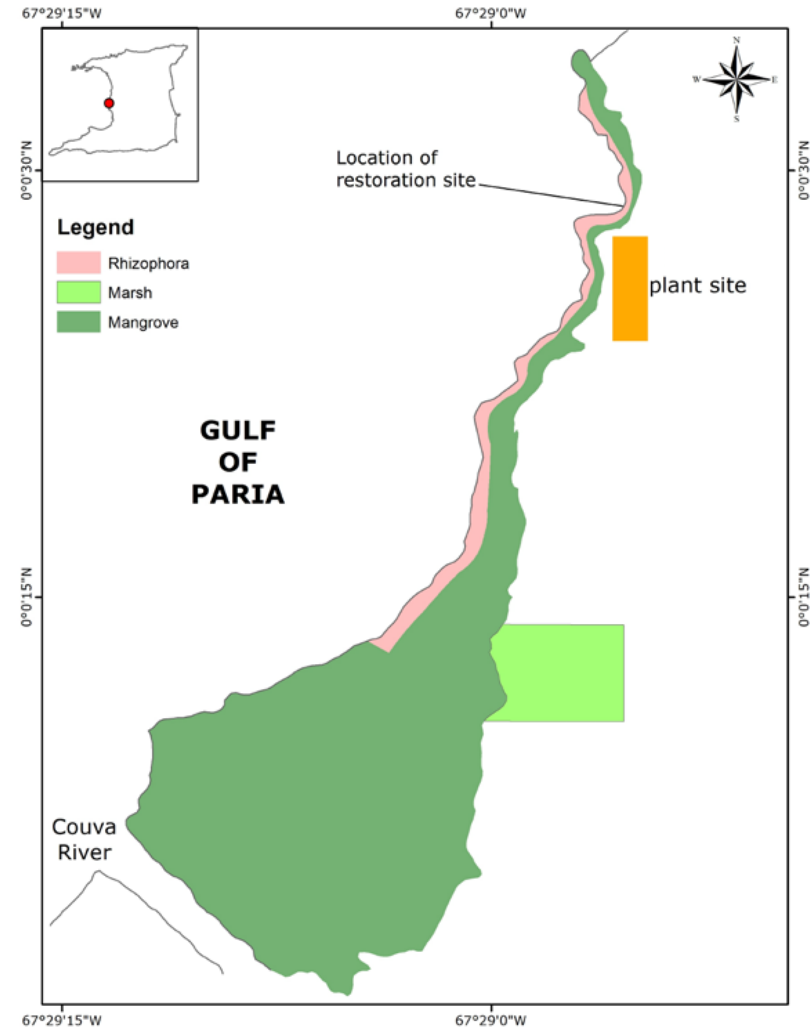 67°29'15"W
67°29'0"W
N
W
E
S
Location of
restoration site
0°0'30"N
0°0'30"N
Legend
Rhizophora
Marsh
Mangrove
plant site
GULF
OF
PARIA
0°0'15"N
0°0'15"N
Couva
River
67°29'15"W
67°29'0"W